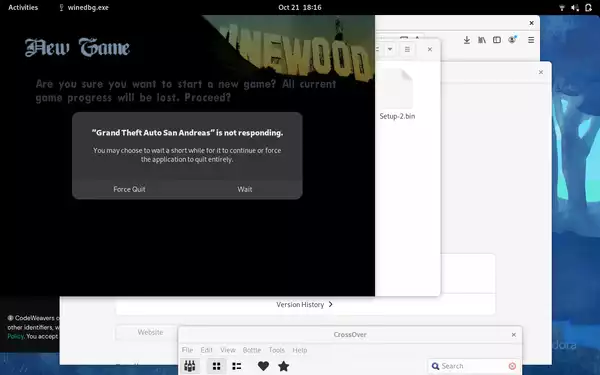 Activities
winedbg.exe
Oct 21 18:16
New Game
VINEWOOD
Are you sure you want to start a new game? All current
game progress will be lost. Proceed?
Setup-2.bin
“Grand Theft Auto San Andreas” is not responding.
You may choose to wait a short while for it to continue or force
the application to quit entirely.
Force Quit
Wait
Version History
CodeWeavers o
other identifiers, w
Policy. You accept
Website
CrossOver
File Edit View Bottle Tools Help
Search
dora